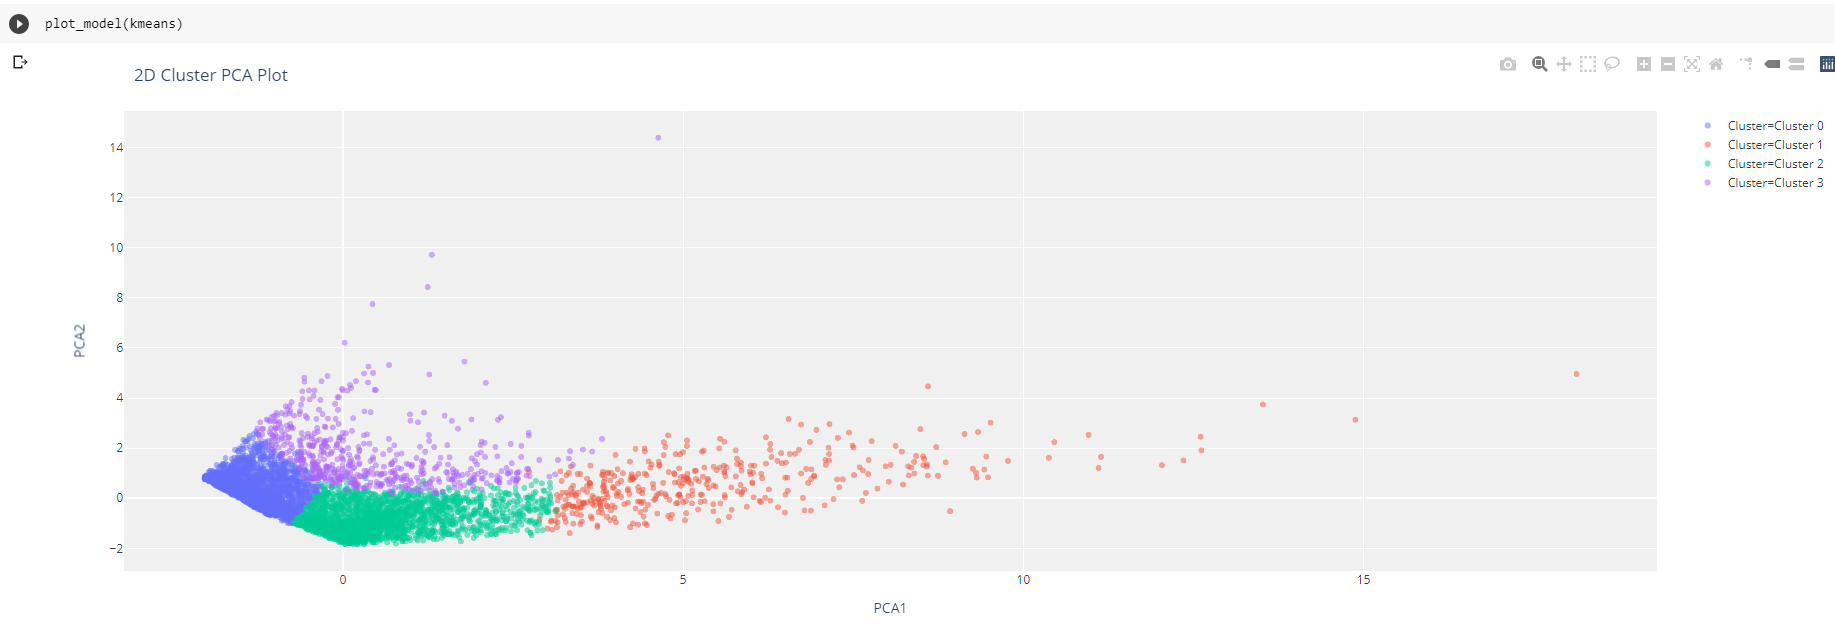 plot_model(kmeans)
2D Cluster PCA Plot
Cluster=Cluster 0
Cluster=Cluster 1
Cluster=Cluster 2
Cluster=Cluster 3
14
12
10
8
6
4
2
0
−2
PCA2
0 5 10 15
PCA1